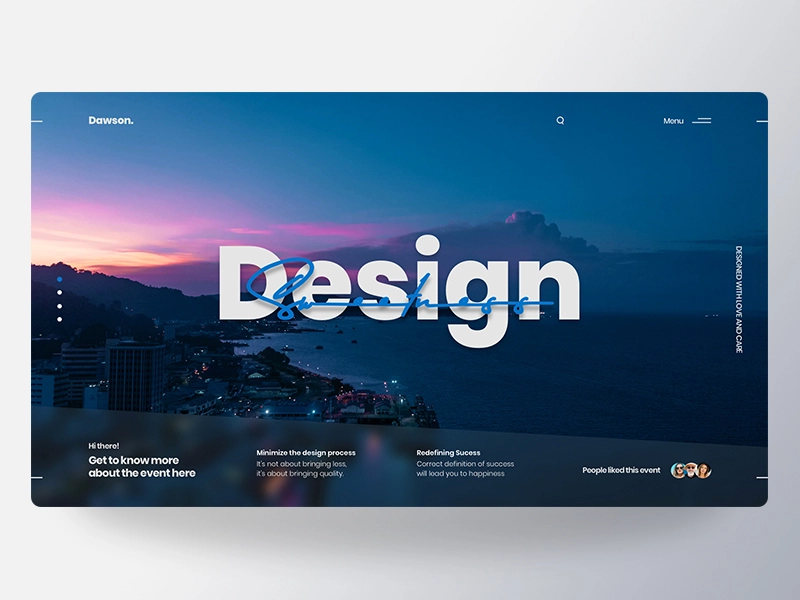 Dawson.
Menu
Design
Sweetness
DESIGNED WITH LOVE AND CARE
Hi there!
Get to know more
about the event here
Minimize the design process
It's not about bringing less,
it's about bringing quality.
Redefining Sucess
Correct definition of success
will lead you to happiness
People liked this event